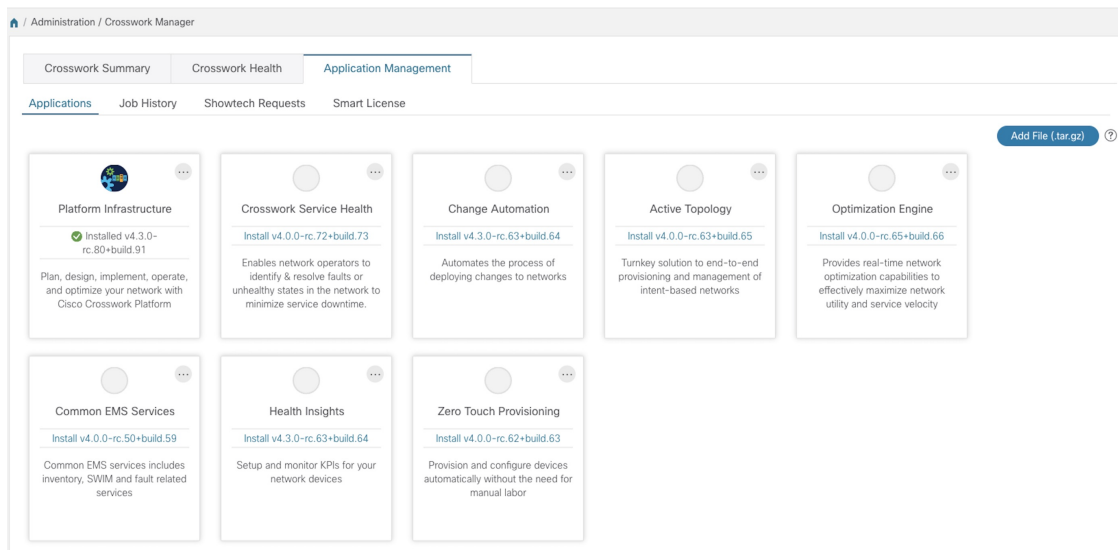 / Administration / Crosswork Manager
Crosswork Summary Crosswork Health Application Management
Applications Job History Showtech Requests Smart License
Add File (.tar.gz) ?
Platform Infrastructure
Installed v4.3.0-
rc.80+build.91
Plan, design, implement, operate,
and optimize your network with
Cisco Crosswork Platform
Crosswork Service Health
Install v4.0.0-rc.72+build.73
Enables network operators to
identify & resolve faults or
unhealthy states in the network to
minimize service downtime.
Change Automation
Install v4.3.0-rc.63+build.64
Automates the process of
deploying changes to networks
Active Topology
Install v4.0.0-rc.63+build.65
Turnkey solution to end-to-end
provisioning and management of
intent-based networks
Optimization Engine
Install v4.0.0-rc.65+build.66
Provides real-time network
optimization capabilities to
effectively maximize network
utility and service velocity
Common EMS Services
Install v4.0.0-rc.50+build.59
Common EMS services includes
inventory, SWIM and fault related
services
Health Insights
Install v4.3.0-rc.63+build.64
Setup and monitor KPIs for your
network devices
Zero Touch Provisioning
Install v4.0.0-rc.62+build.63
Provision and configure devices
automatically without the need for
manual labor